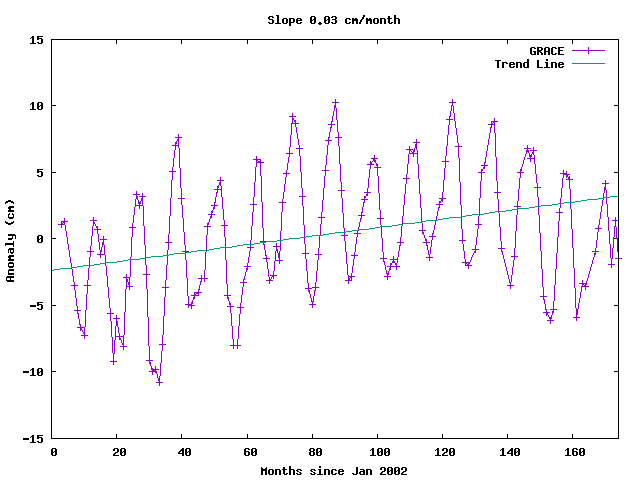 Slope 0.03 cm/month
GRACE
Trend Line
Anomaly (cm)
15
10
5
0
-5
-10
-15
0 20 40 60 80 100 120 140 160
Months since Jan 2002